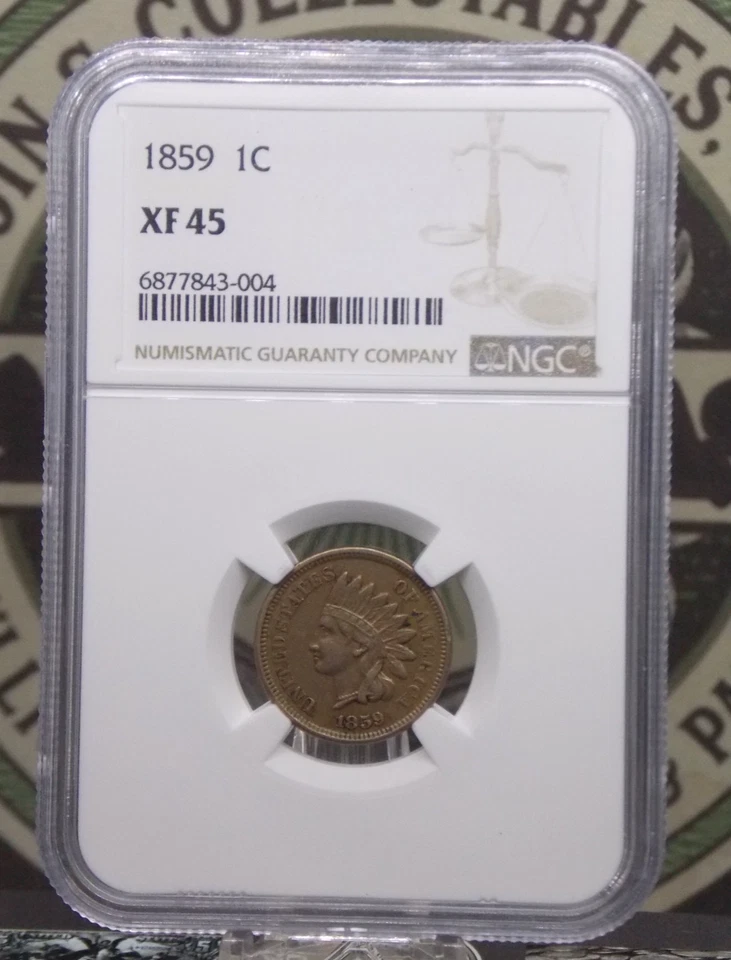 COLLECTABLES,
1859 1C
XF 45
6877843-004
NUMISMATIC GUARANTY COMPANY
NGC
UNITED STATES OF AMERICA
1859